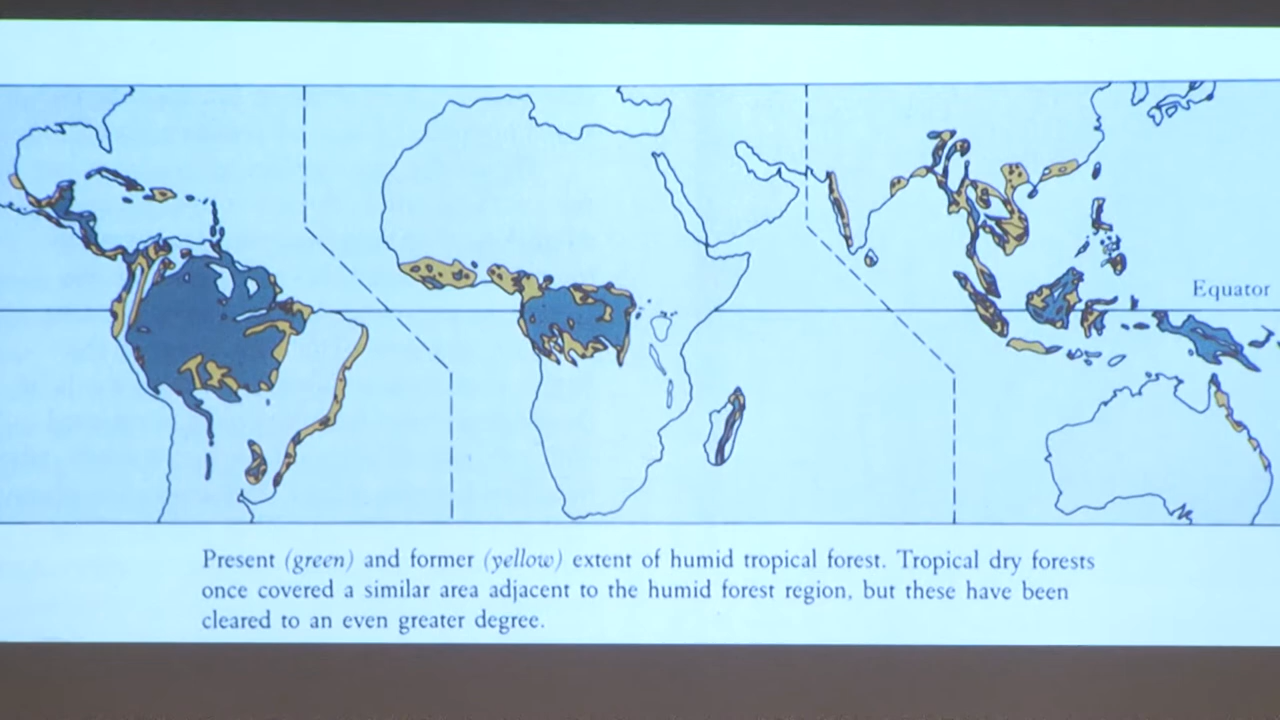 Equator
Present (green) and former (yellow) extent of humid tropical forest. Tropical dry forests
once covered a similar area adjacent to the humid forest region, but these have been
cleared to an even greater degree.